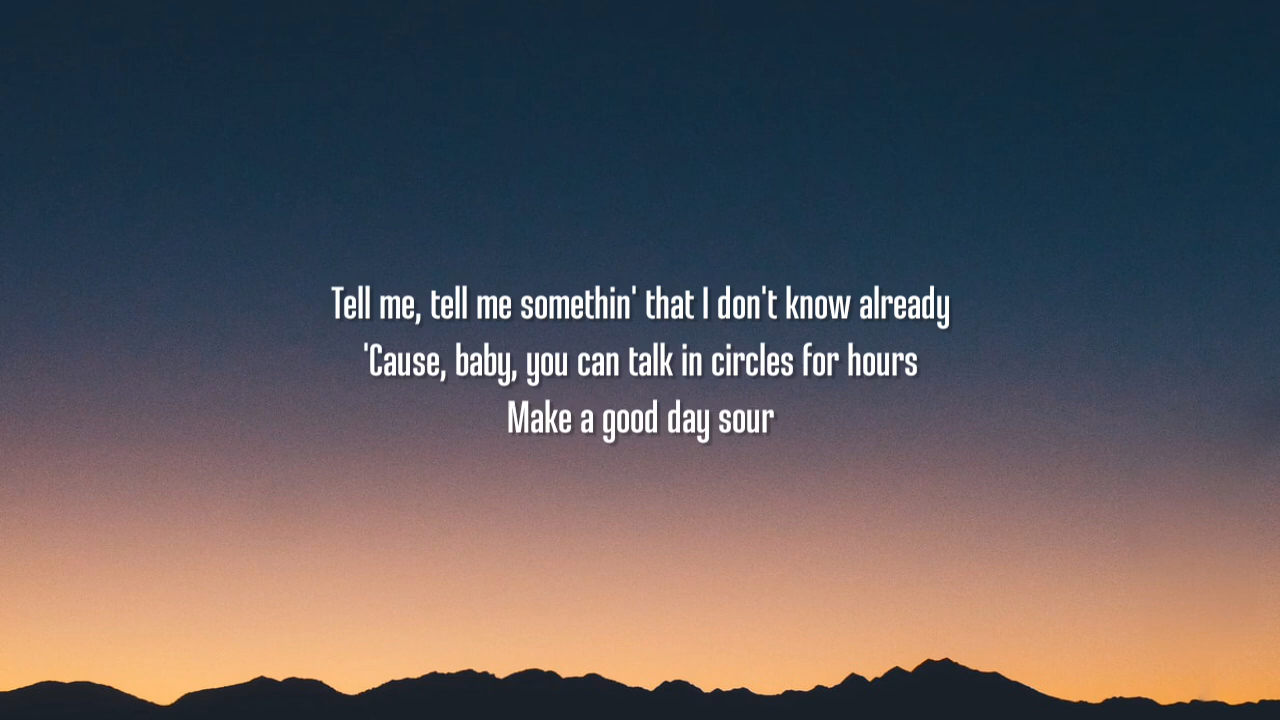 Tell me, tell me somethin' that I don't know already
'Cause, baby, you can talk in circles for hours
Make a good day sour